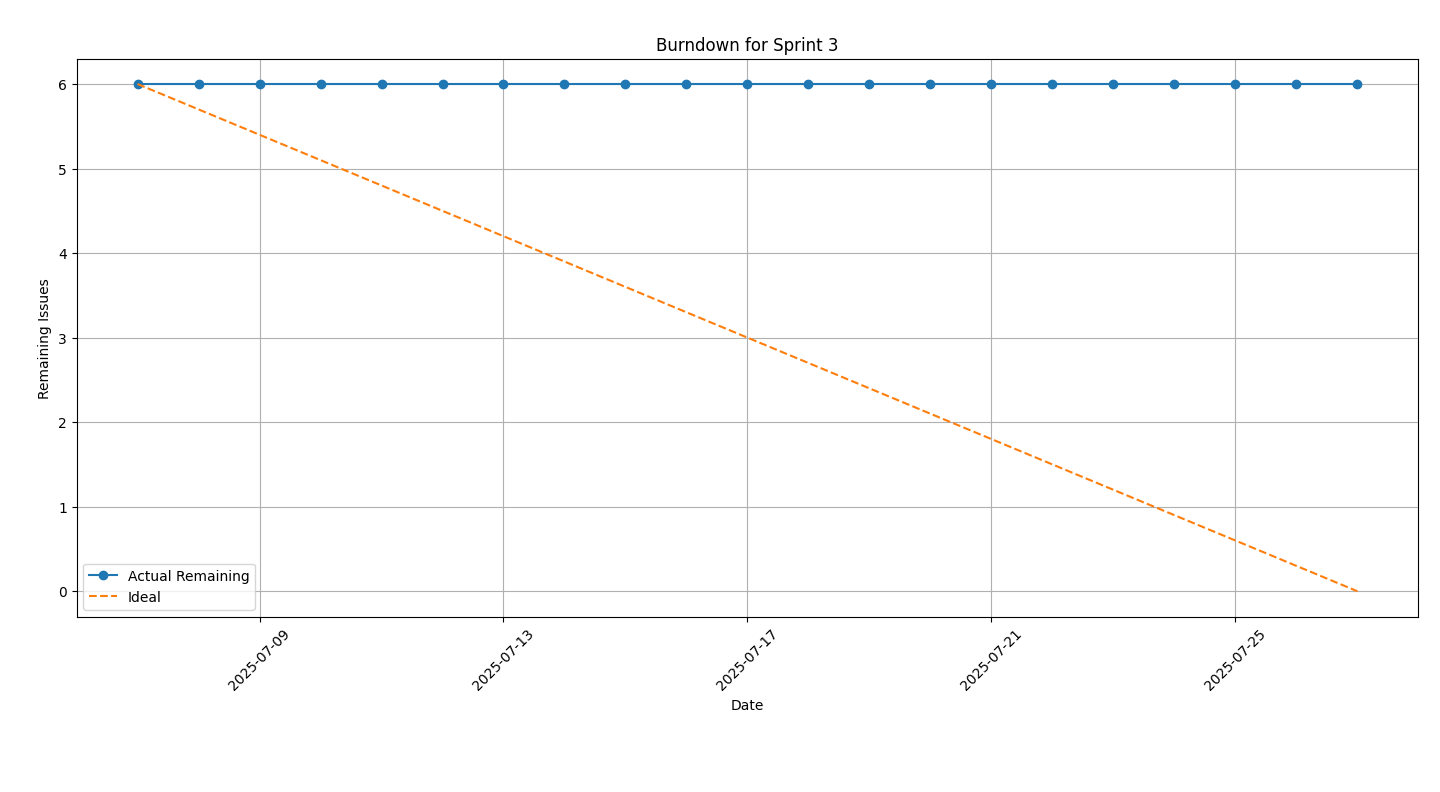 Burndown for Sprint 3
Remaining Issues
6
5
4
3
2
1
0
Actual Remaining
Ideal
2025-07-09
2025-07-13
2025-07-17
2025-07-21
2025-07-25
Date